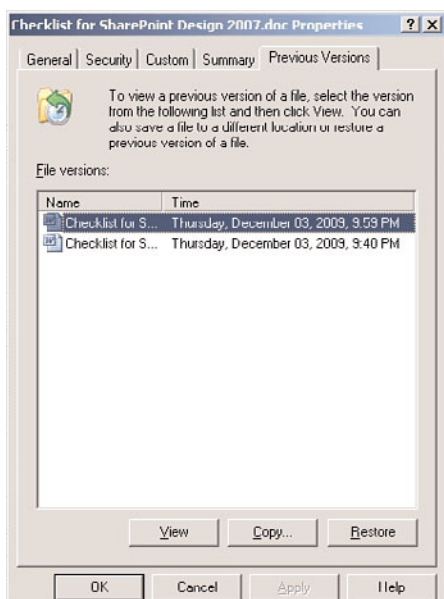 Checklist for SharePoint Design 2007.doc Properties ? X
General Security Custom Summary Previous Versions
To view a previous version of a file, select the version
from the following list and then click View. You can
also save a file to a different location or restore a
previous version of a file.
File versions:
Name Time
Checklist for S... Thursday, December 03, 2009, 9:59 PM
Checklist for S... Thursday, December 03, 2009, 9:40 PM
View Copy... Restore
OK Cancel Apply Help